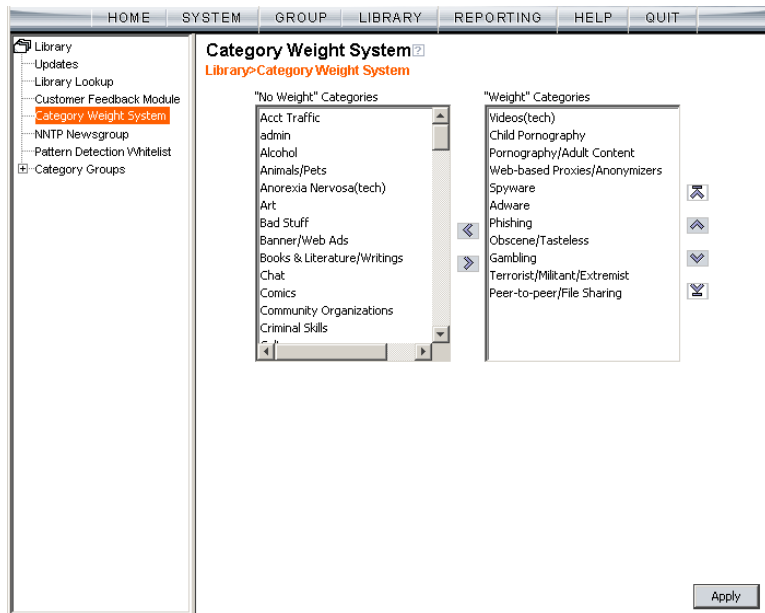 HOME SYSTEM GROUP LIBRARY REPORTING HELP QUIT
Library
Updates
Library Lookup
Customer Feedback Module
Category Weight System
NNTP Newsgroup
Pattern Detection Whitelist
Category Groups
Category Weight System?
Library>Category Weight System
"No Weight" Categories
Acct Traffic
admin
Alcohol
Animals/Pets
Anorexia Nervosa(tech)
Art
Bad Stuff
Banner/Web Ads
Books & Literature/Writings
Chat
Comics
Community Organizations
Criminal Skills
"Weight" Categories
Videos(tech)
Child Pornography
Pornography/Adult Content
Web-based Proxies/Anonymizers
Spyware
Adware
Phishing
Obscene/Tasteless
Gambling
Terrorist/Militant/Extremist
Peer-to-peer/File Sharing
Apply